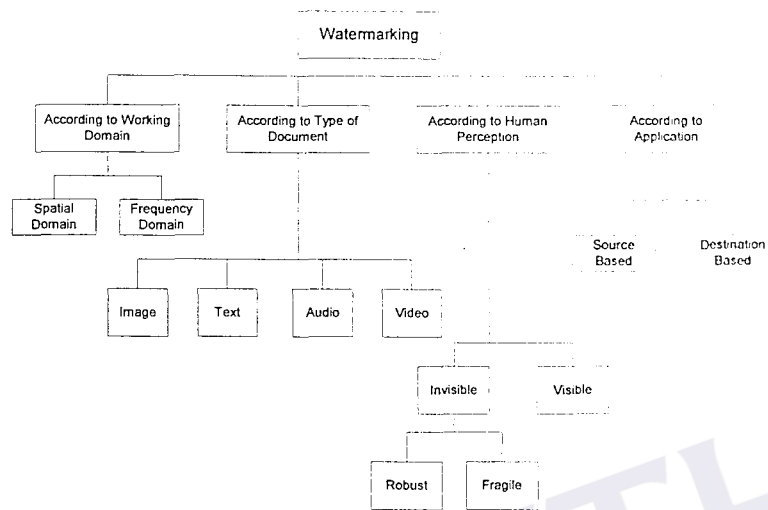 Watermarking
According to Working
Domain
According to Type of
Document
According to Human
Perception
According to
Application
Spatial
Domain
Frequency
Domain
Source
Based
Destination
Based
Image
Text
Audio
Video
Invisible
Visible
Robust
Fragile